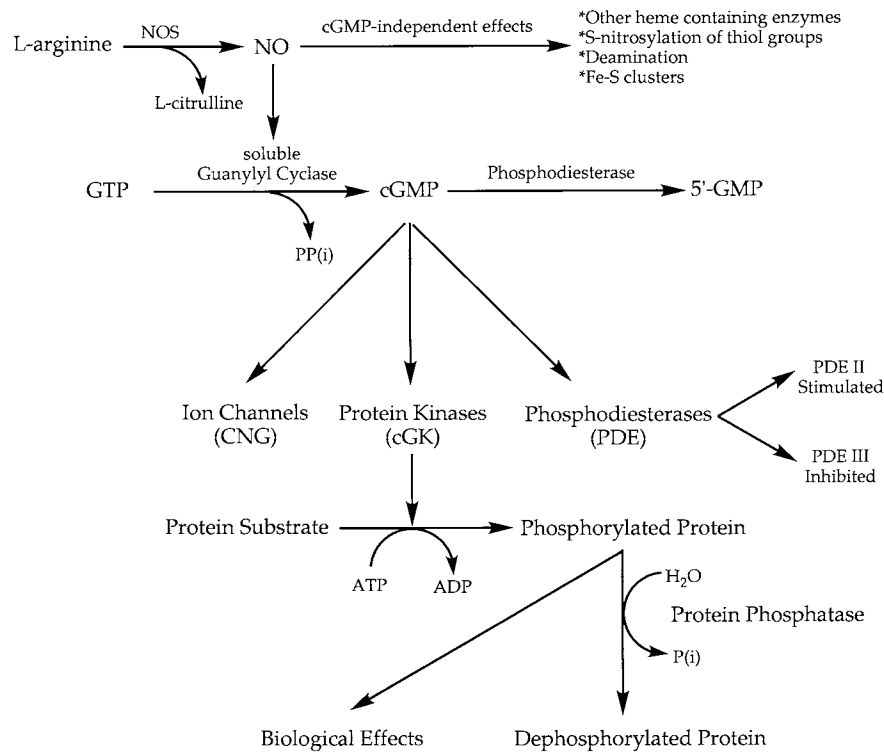 NOS
cGMP-independent effects
*Other heme containing enzymes
*S-nitrosylation of thiol groups
*Deamination
*Fe-S clusters
L-arginine
NO
L-citrulline
soluble
Guanylyl Cyclase
Phosphodiesterase
GTP
cGMP
5'-GMP
PP(i)
Ion Channels
(CNG)
Protein Kinases
(cGK)
Phosphodiesterases
(PDE)
PDE II
Stimulated
PDE III
Inhibited
Protein Substrate
Phosphorylated Protein
ATP
ADP
H₂O
Protein Phosphatase
P(i)
Biological Effects
Dephosphorylated Protein